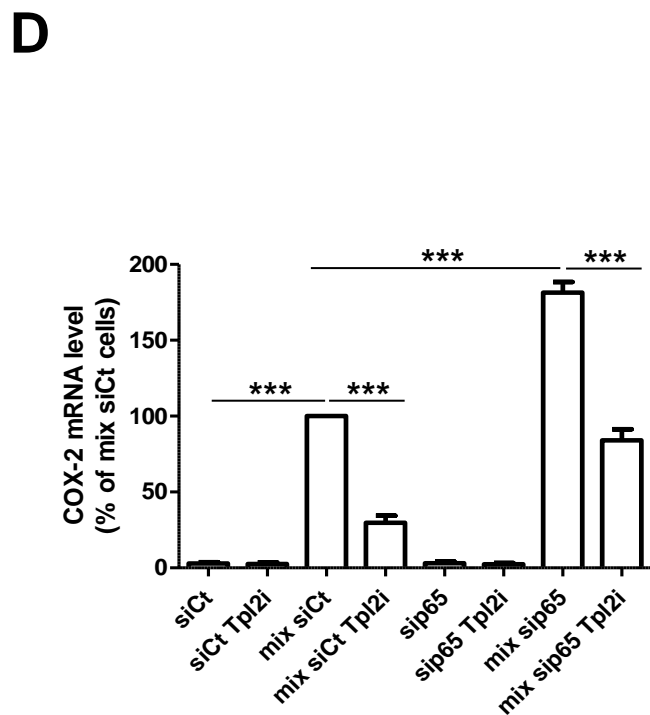 D
COX-2 mRNA level
(% of mix siCt cells)
200
150
100
50
0
***
***
***
***
siCt
siCt Tpl2i
mix siCt
mix siCt Tpl2i
sip65
sip65 Tpl2i
mix sip65
mix sip65 Tpl2i